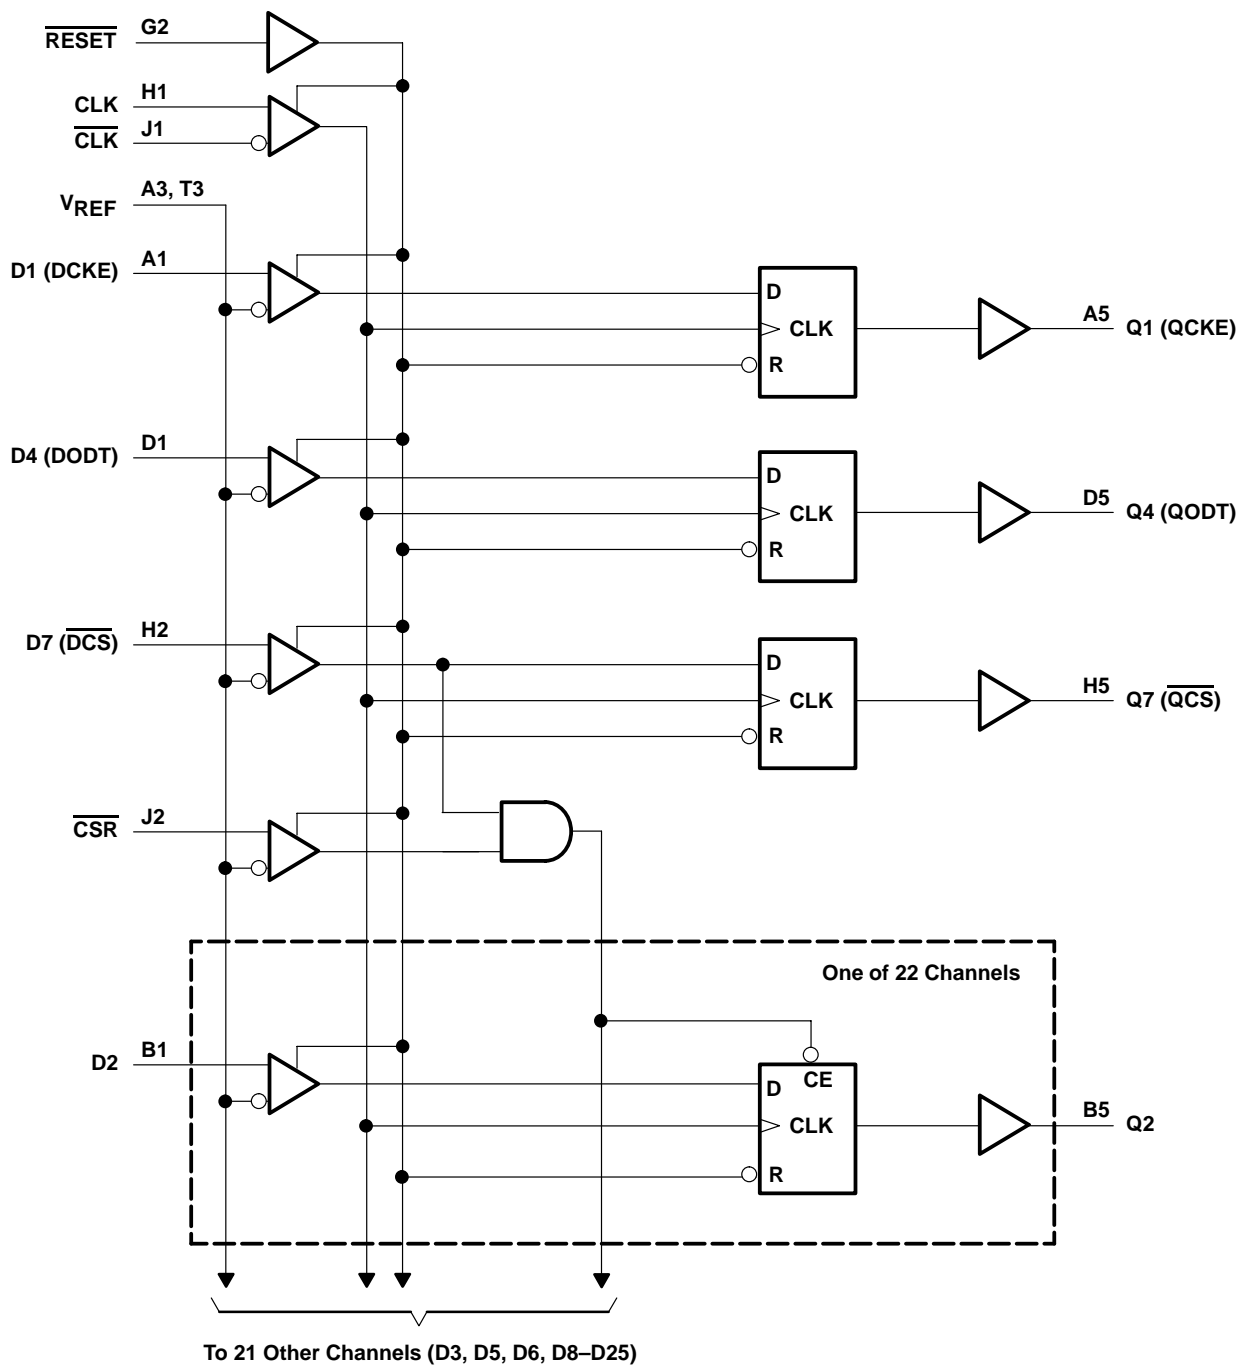 RESET G2
CLK H1
CLK J1
VREF A3, T3
D1 (DCKE) A1
D
CLK
R
A5 Q1 (QCKE)
D4 (DODT) D1
D
CLK
R
D5 Q4 (QODT)
D7 (DCS) H2
D
CLK
R
H5 Q7 (QCS)
CSR J2
One of 22 Channels
D2 B1
CE
D
CLK
R
B5 Q2
To 21 Other Channels (D3, D5, D6, D8–D25)